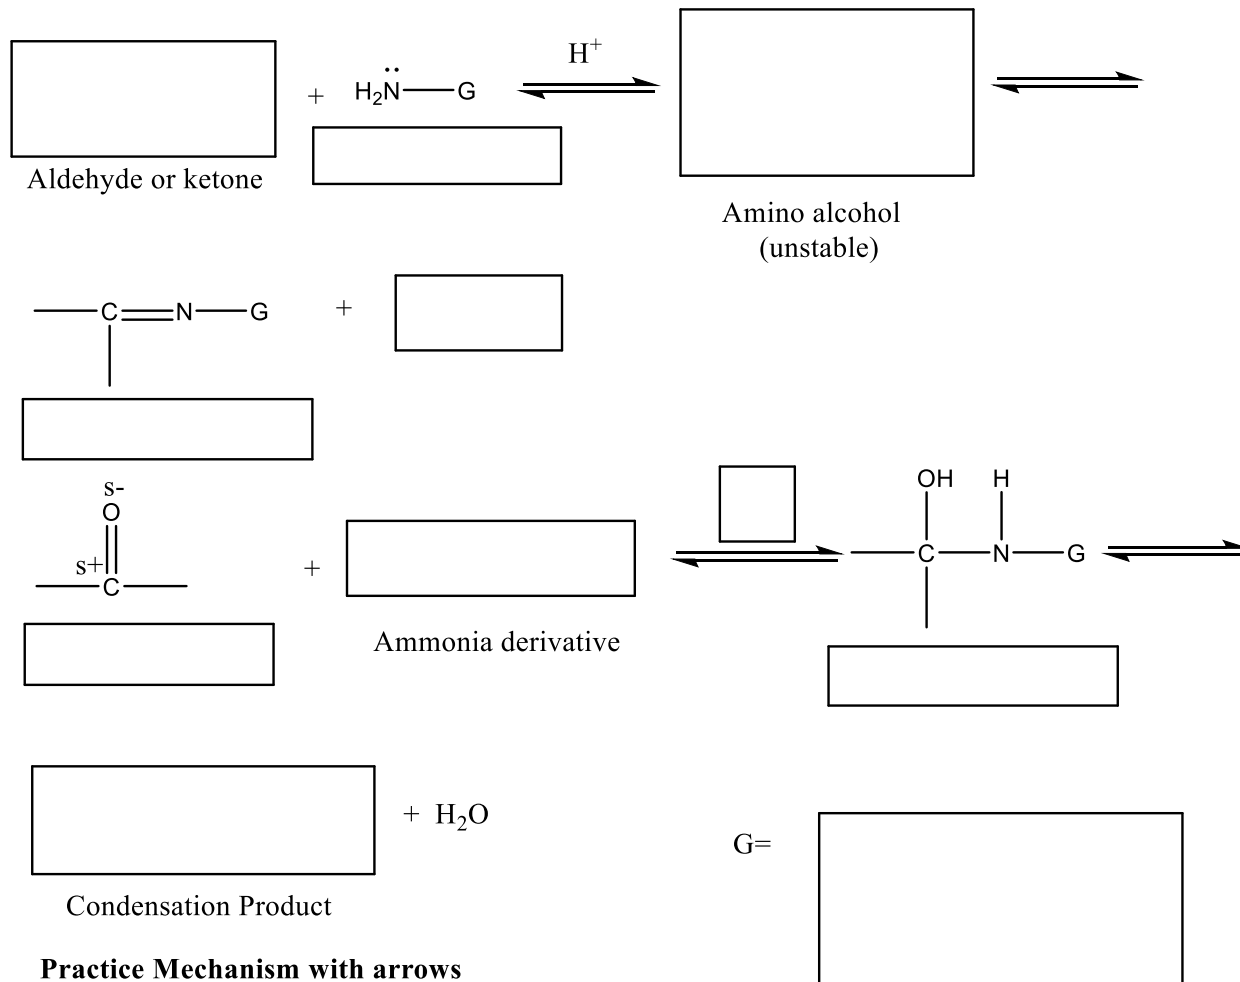 H⁺
+ H₂N̈—G
Aldehyde or ketone
Amino alcohol
(unstable)
C=N—G +
s-
O
s+
C
+
Ammonia derivative
OH H
C—N—G
+ H₂O
G=
Condensation Product
Practice Mechanism with arrows